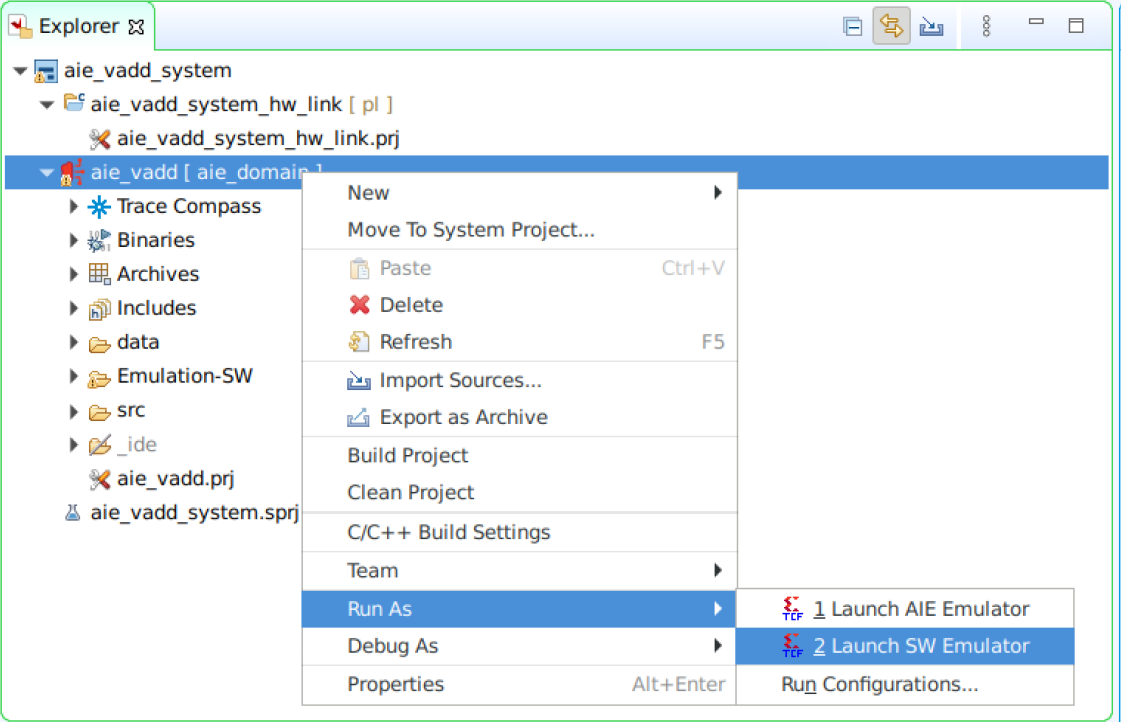 Explorer
aie_vadd_system
aie_vadd_system_hw_link [ pl ]
aie_vadd_system_hw_link.prj
aie_vadd [ aie_domain ]
Trace Compass
Binaries
Archives
Includes
data
Emulation-SW
src
_ide
aie_vadd.prj
aie_vadd_system.sprj
New
Move To System Project...
Paste Ctrl+V
Delete
Refresh F5
Import Sources...
Export as Archive
Build Project
Clean Project
C/C++ Build Settings
Team
Run As
Debug As
Properties Alt+Enter
TCF 1 Launch AIE Emulator
TCF 2 Launch SW Emulator
Run Configurations...